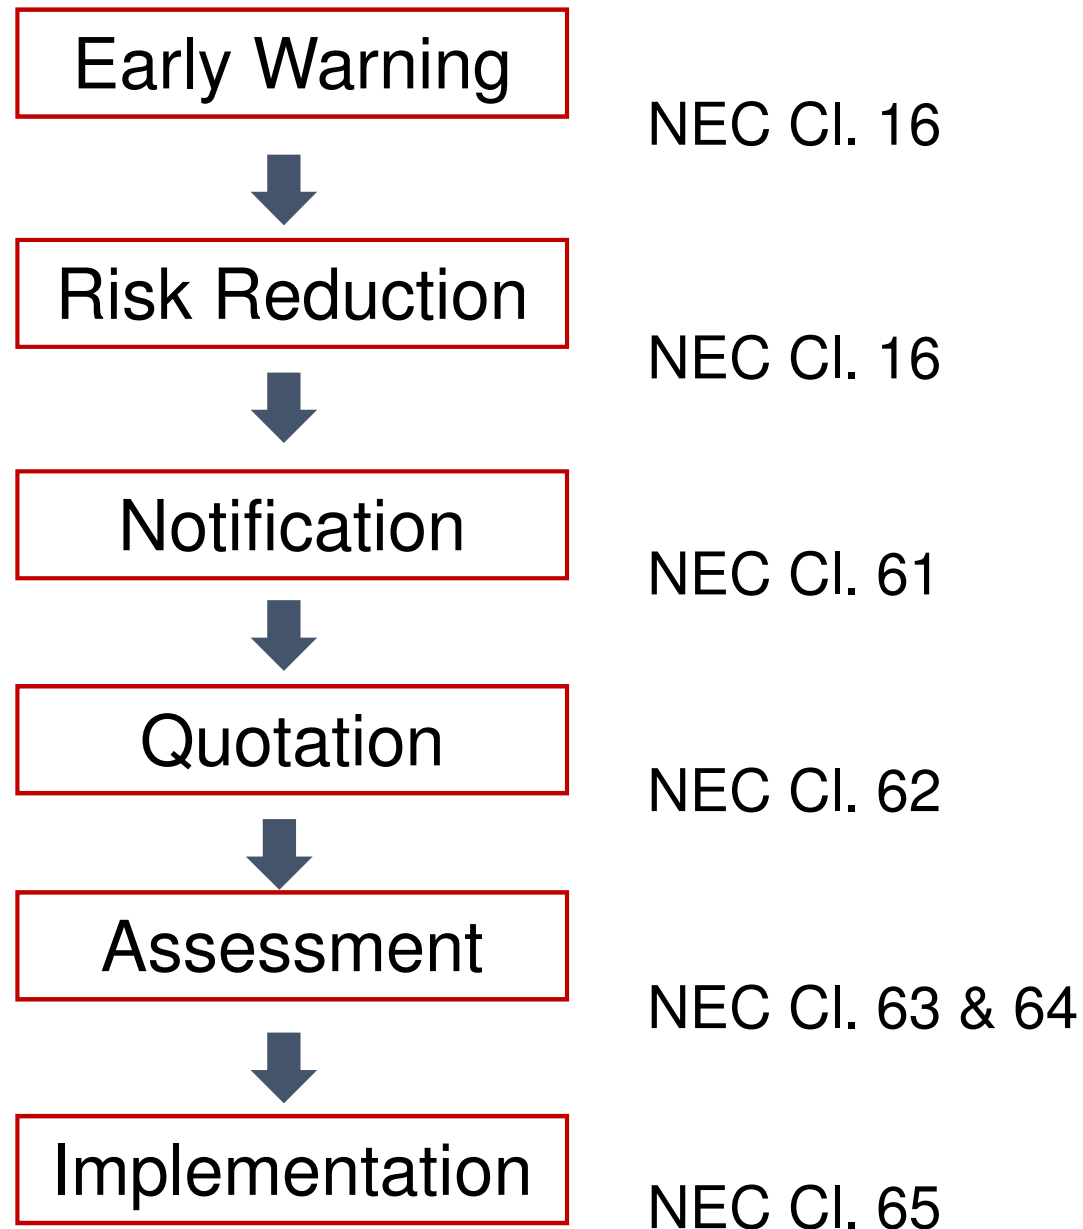 Early Warning
NEC Cl. 16
Risk Reduction
NEC Cl. 16
Notification
NEC Cl. 61
Quotation
NEC Cl. 62
Assessment
NEC Cl. 63 & 64
Implementation
NEC Cl. 65